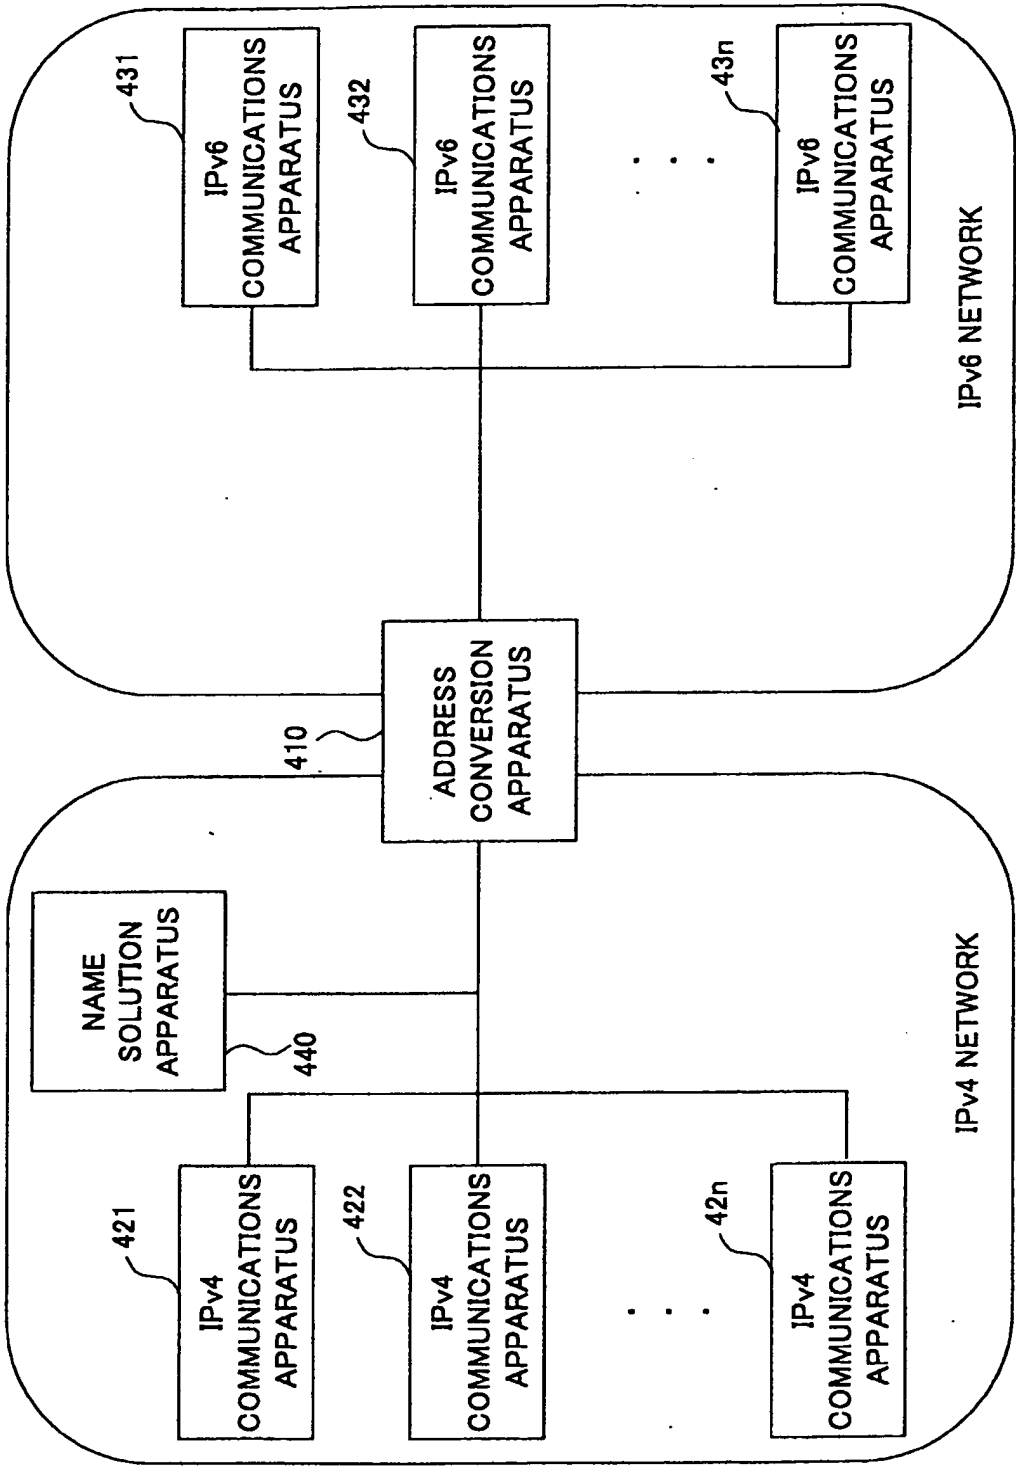 NAME
SOLUTION
APPARATUS
440
421
IPv4
COMMUNICATIONS
APPARATUS
422
IPv4
COMMUNICATIONS
APPARATUS
. . .
42n
IPv4
COMMUNICATIONS
APPARATUS
IPv4 NETWORK
410
ADDRESS
CONVERSION
APPARATUS
431
IPv6
COMMUNICATIONS
APPARATUS
432
IPv6
COMMUNICATIONS
APPARATUS
. . .
43n
IPv6
COMMUNICATIONS
APPARATUS
IPv6 NETWORK